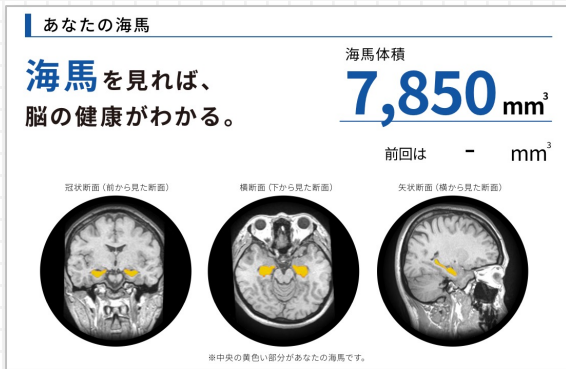 あなたの海馬
海馬を見れば、
脳の健康がわかる。
海馬体積
7,850 mm³
前回は - mm³
冠状断面（前から見た断面）
横断面（下から見た断面）
矢状断面（横から見た断面）
※中央の黄色い部分があなたの海馬です。